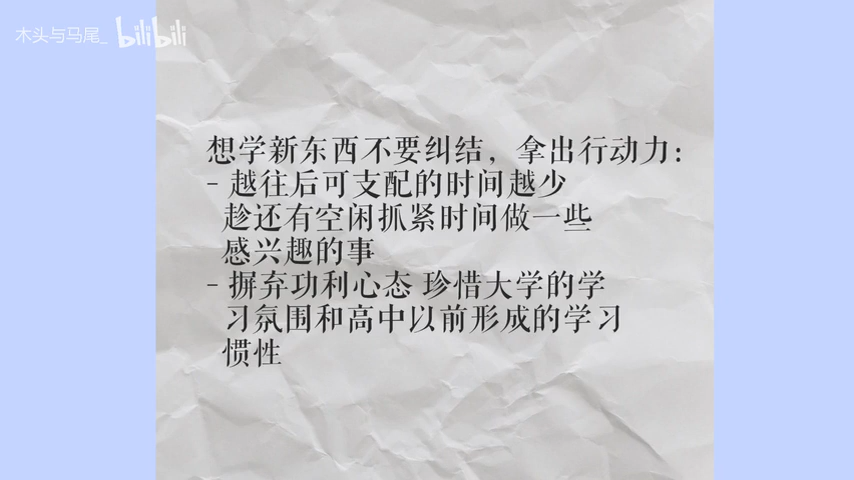 木头与马尾_ bilibili
想学新东西不要纠结，拿出行动力：
- 越往后可支配的时间越少
趁还有空闲抓紧时间做一些
感兴趣的事
- 摒弃功利心态 珍惜大学的学
习氛围和高中以前形成的学习
惯性